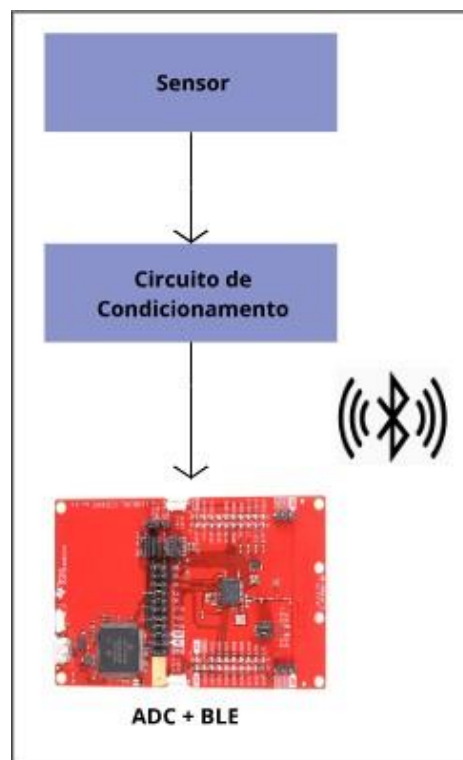 Sensor
Circuito de
Condicionamento
ADC + BLE